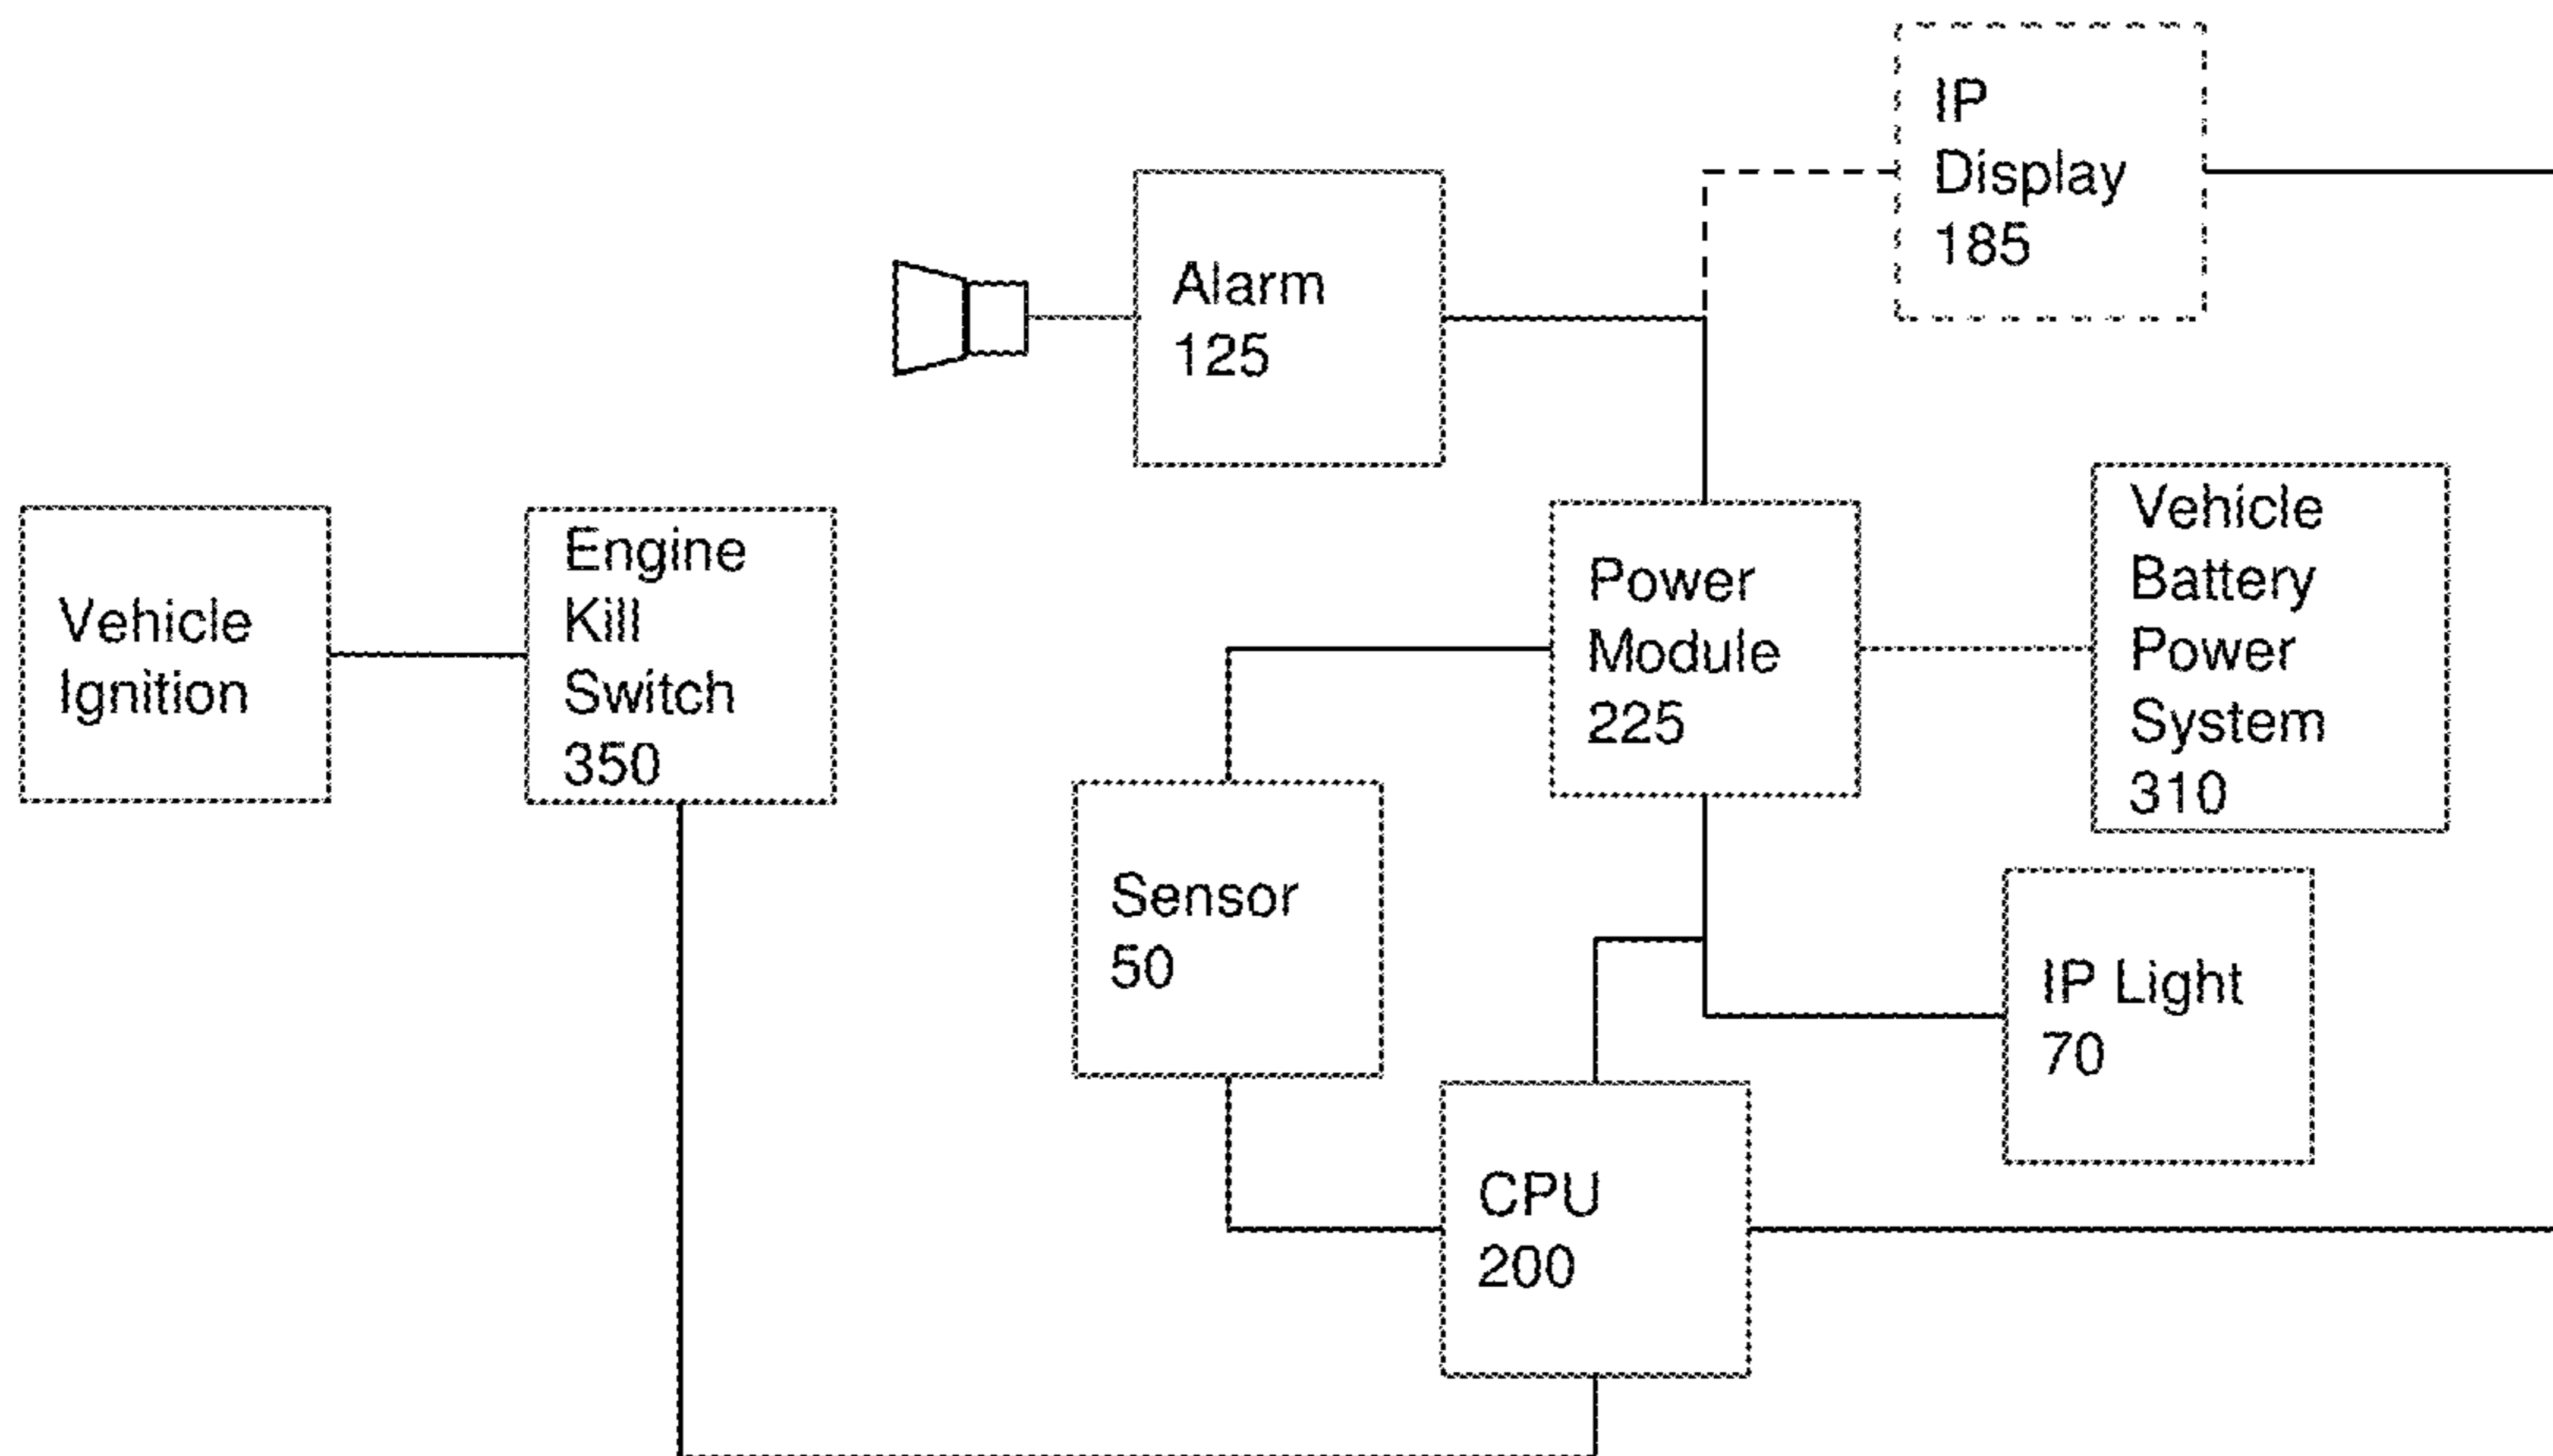 IP
Display
185
Alarm
125
Vehicle
Ignition
Engine
Kill
Switch
350
Power
Module
225
Vehicle
Battery
Power
System
310
Sensor
50
IP Light
70
CPU
200